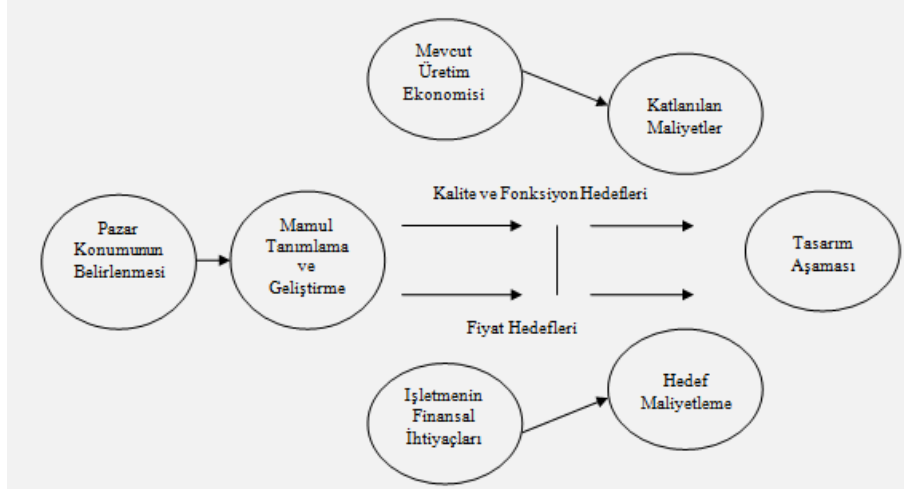 Mevcut
Üretim
Ekonomisi
Katlanılan
Maliyetler
Kalite ve Fonksiyon Hedefleri
Pazar
Konumunun
Belirlenmesi
Mamul
Tanımlama
ve
Geliştirme
Tasarım
Aşaması
Fiyat Hedefleri
İşletmenin
Finansal
İhtiyaçları
Hedef
Maliyetleme